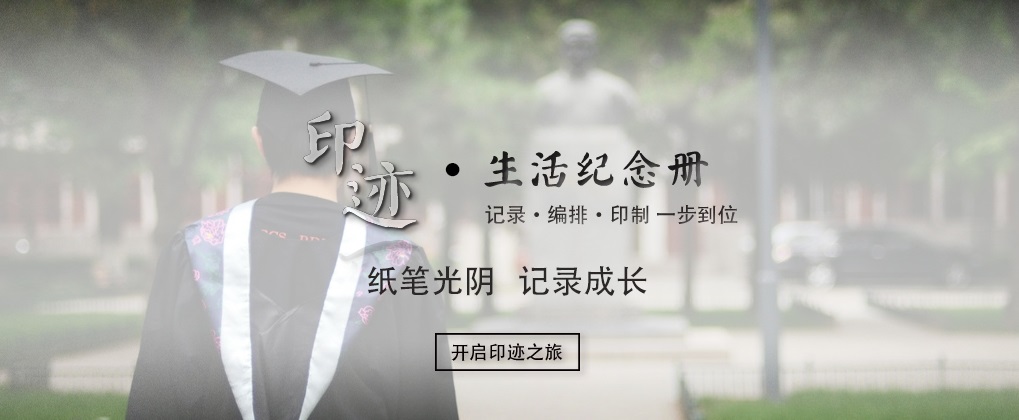 印迹
• 生活纪念册
记录・编排・印制 一步到位
纸笔光阴 记录成长
开启印迹之旅